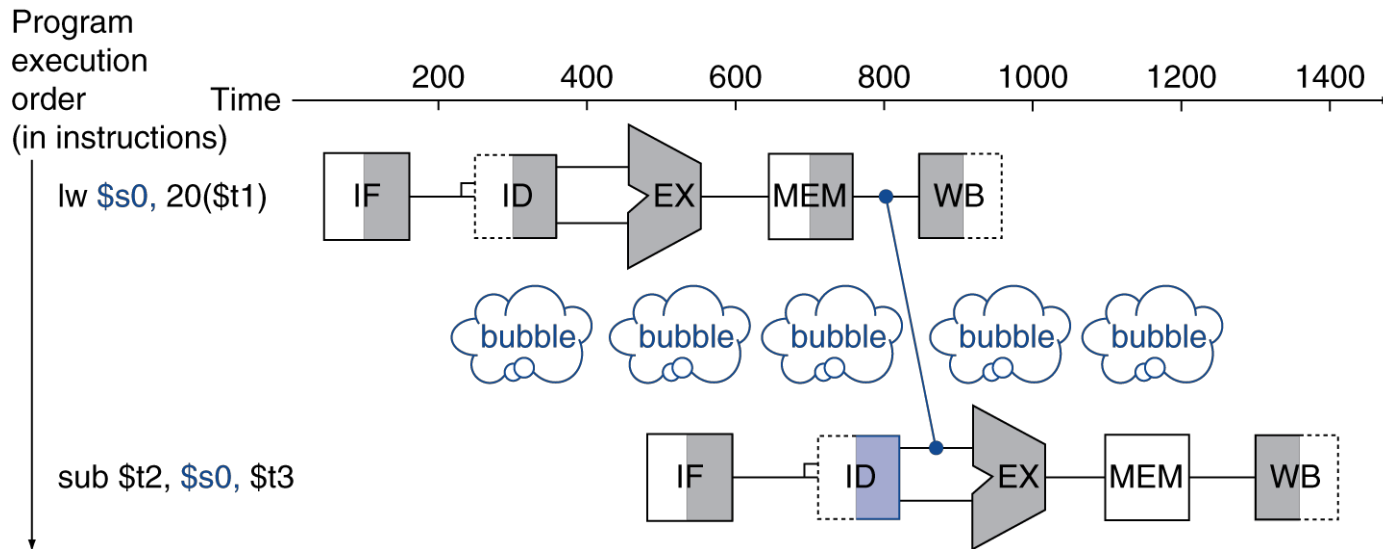 Program
execution
order
(in instructions)
Time
200 400 600 800 1000 1200 1400
lw $s0, 20($t1)
IF ID EX MEM WB
bubble bubble bubble bubble bubble
sub $t2, $s0, $t3
IF ID EX MEM WB